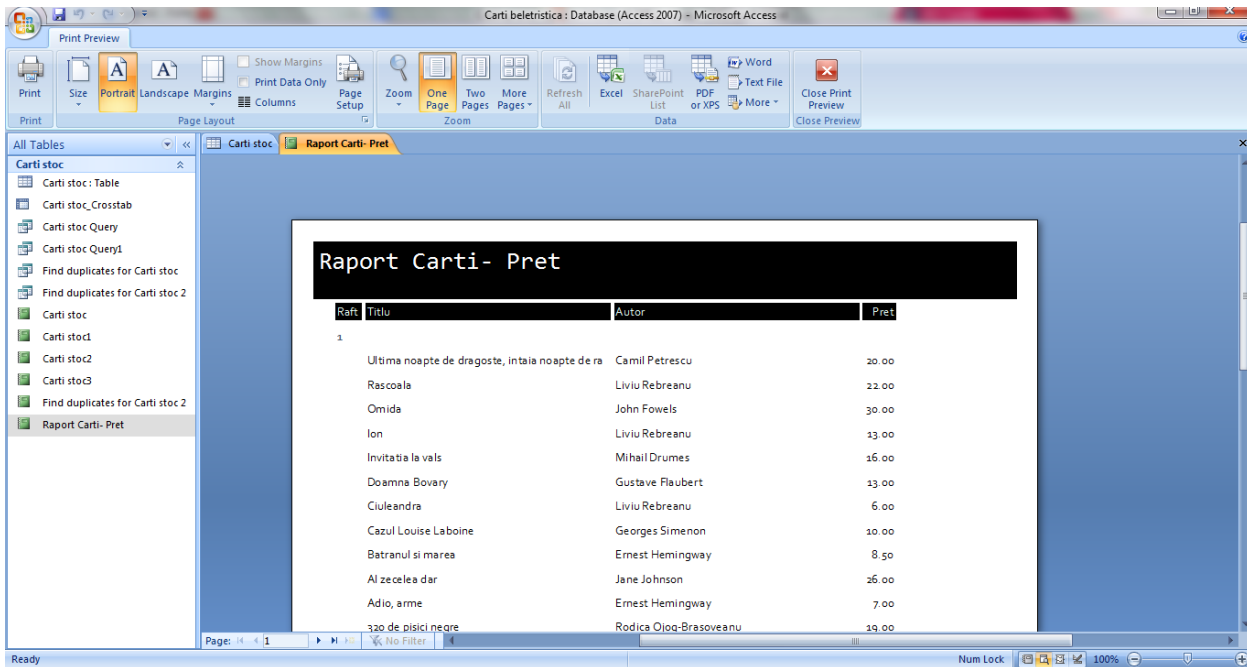 Carti beletristica : Database (Access 2007) - Microsoft Access
Print Preview
Print
Size
Portrait
Landscape
Margins
Show Margins
Print Data Only
Columns
Page Setup
Zoom
One Page
Two Pages
More Pages
Refresh All
Excel
SharePoint List
PDF or XPS
Word
Text File
More
Close Print Preview
Print
Page Layout
Zoom
Data
Close Preview
All Tables
Carti stoc
Raport Carti- Pret
Carti stoc
Carti stoc : Table
Carti stoc_Crosstab
Carti stoc Query
Carti stoc Query1
Find duplicates for Carti stoc
Find duplicates for Carti stoc 2
Carti stoc
Carti stoc1
Carti stoc2
Carti stoc3
Find duplicates for Carti stoc 2
Raport Carti- Pret
Raport Carti- Pret
Raft Titlu Autor Pret
1
Ultima noapte de dragoste, intaia noapte de ra Camil Petrescu 20.00
Rascoala Liviu Rebreanu 22.00
Omida John Fowels 30.00
Ion Liviu Rebreanu 13.00
Invitatia la vals Mihail Drumes 16.00
Doamna Bovary Gustave Flaubert 13.00
Ciuleandra Liviu Rebreanu 6.00
Cazul Louise Laboine Georges Simenon 10.00
Batranul si marea Ernest Hemingway 8.50
Al zecelea dar Jane Johnson 26.00
Adio, arme Ernest Hemingway 7.00
320 de pisici negre Rodica Ojog-Brasoveanu 19.00
Page: 1 No Filter
Ready
Num Lock
100%